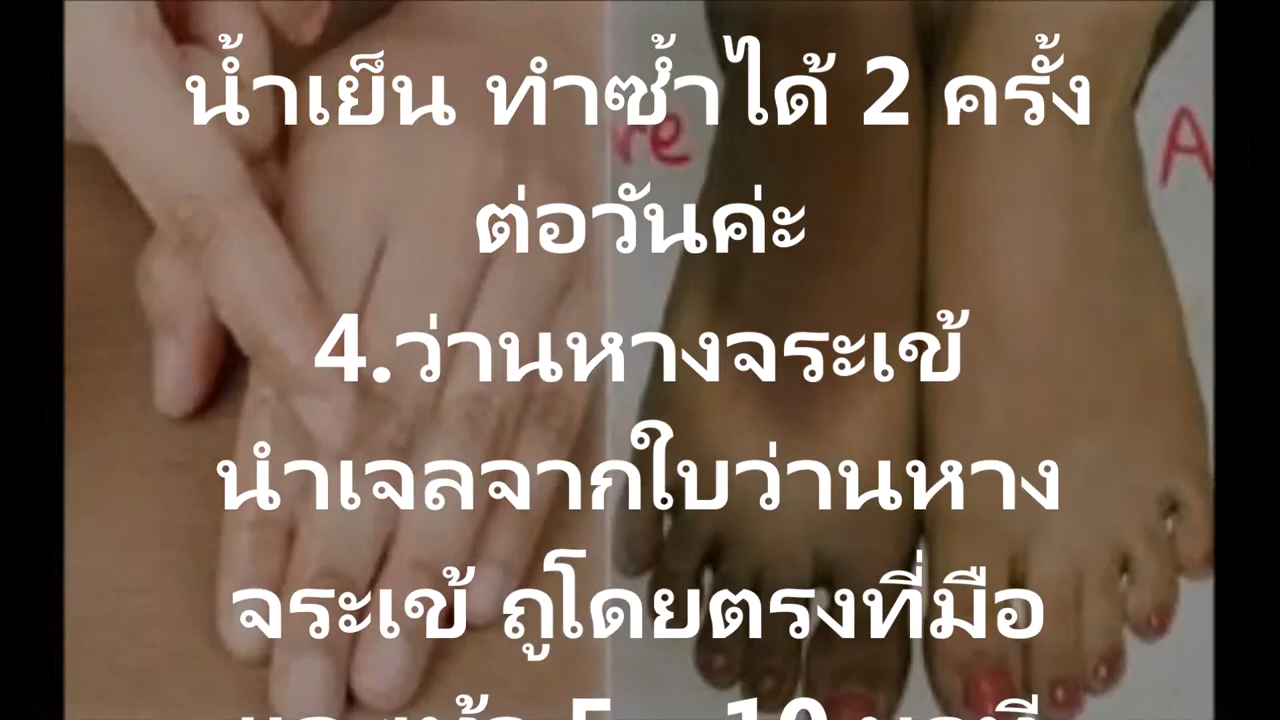 น้ำเย็น ทำซ้ำได้ 2 ครั้ง
ต่อวันค่ะ
4.ว่านหางจระเข้
นำเจลจากใบว่านหาง
จระเข้ ถูโดยตรงที่มือ